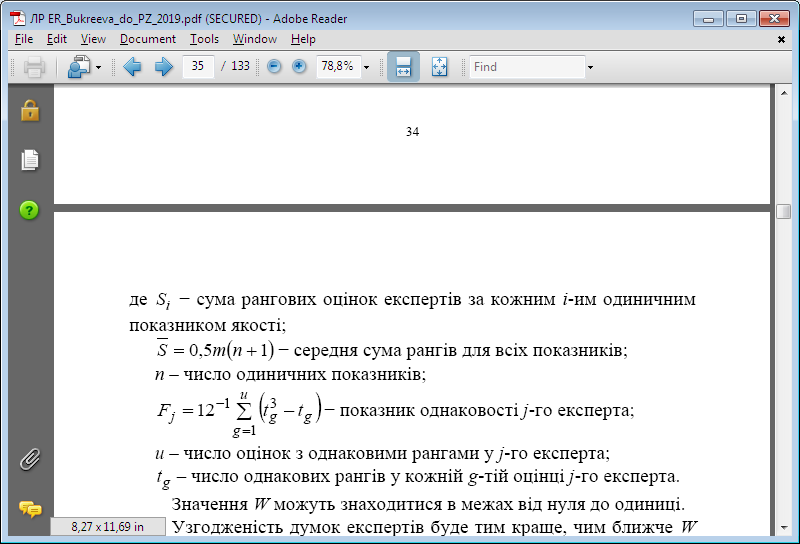 ЛР ER_Bukreeva_do_PZ_2019.pdf (SECURED) - Adobe Reader
File Edit View Document Tools Window Help
35 / 133 78,8% Find
34
де S_i − сума рангових оцінок експертів за кожним i-им одиничним
показником якості;
S̅ = 0,5m(n + 1) − середня сума рангів для всіх показників;
n – число одиничних показників;
F_j = 12^{−1} ∑_{g=1}^{u} (t_g^3 − t_g) − показник однаковості j-го експерта;
u – число оцінок з однаковими рангами у j-го експерта;
t_g – число однакових рангів у кожній g-тій оцінці j-го експерта.
Значення W можуть знаходитися в межах від нуля до одиниці.
Узгодженість думок експертів буде тим краще, чим ближче W
8,27 x 11,69 in